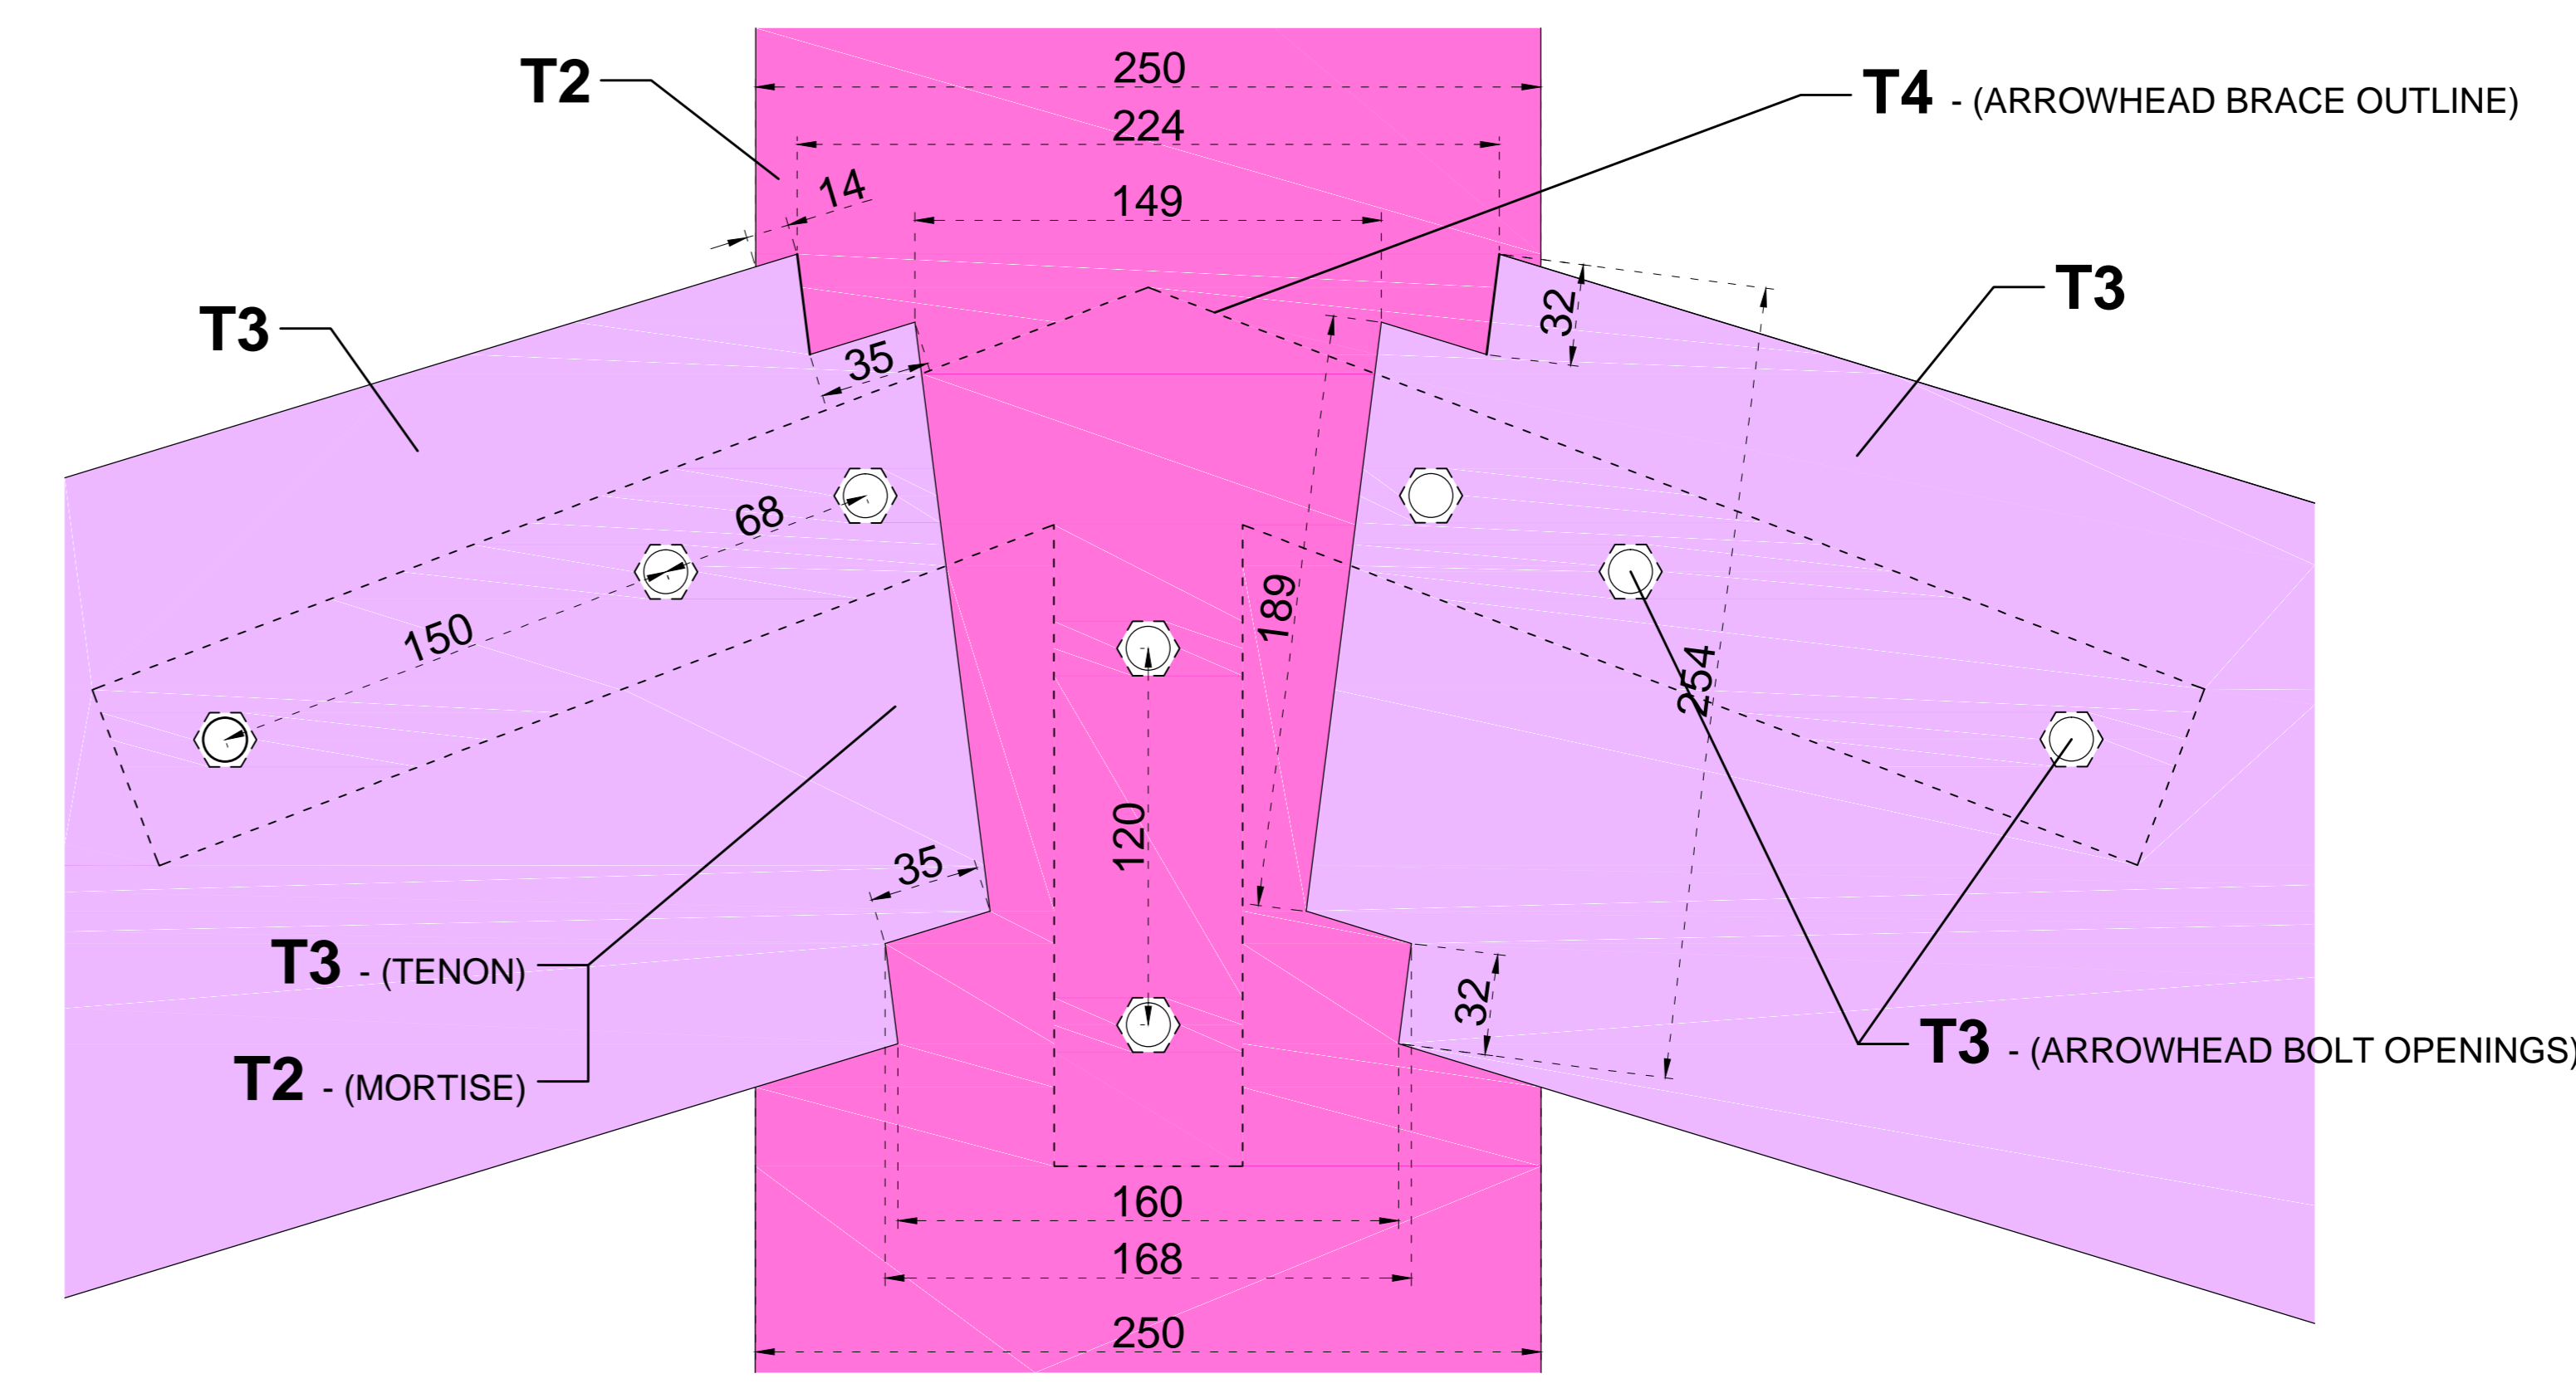 250
T2
T4 - (ARROWHEAD BRACE OUTLINE)
224
14
149
T3
T3
32
35
68
189
150
254
120
35
T3 - (TENON)
32
T3 - (ARROWHEAD BOLT OPENINGS)
T2 - (MORTISE)
160
168
250